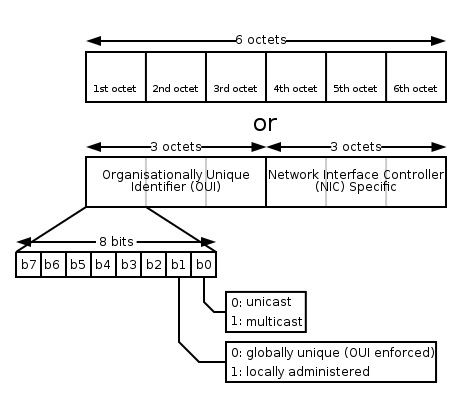 6 octets
1st octet 2nd octet 3rd octet 4th octet 5th octet 6th octet
or
3 octets 3 octets
Organisationally Unique Identifier (OUI)
Network Interface Controller (NIC) Specific
8 bits
b7 b6 b5 b4 b3 b2 b1 b0
0: unicast
1: multicast
0: globally unique (OUI enforced)
1: locally administered